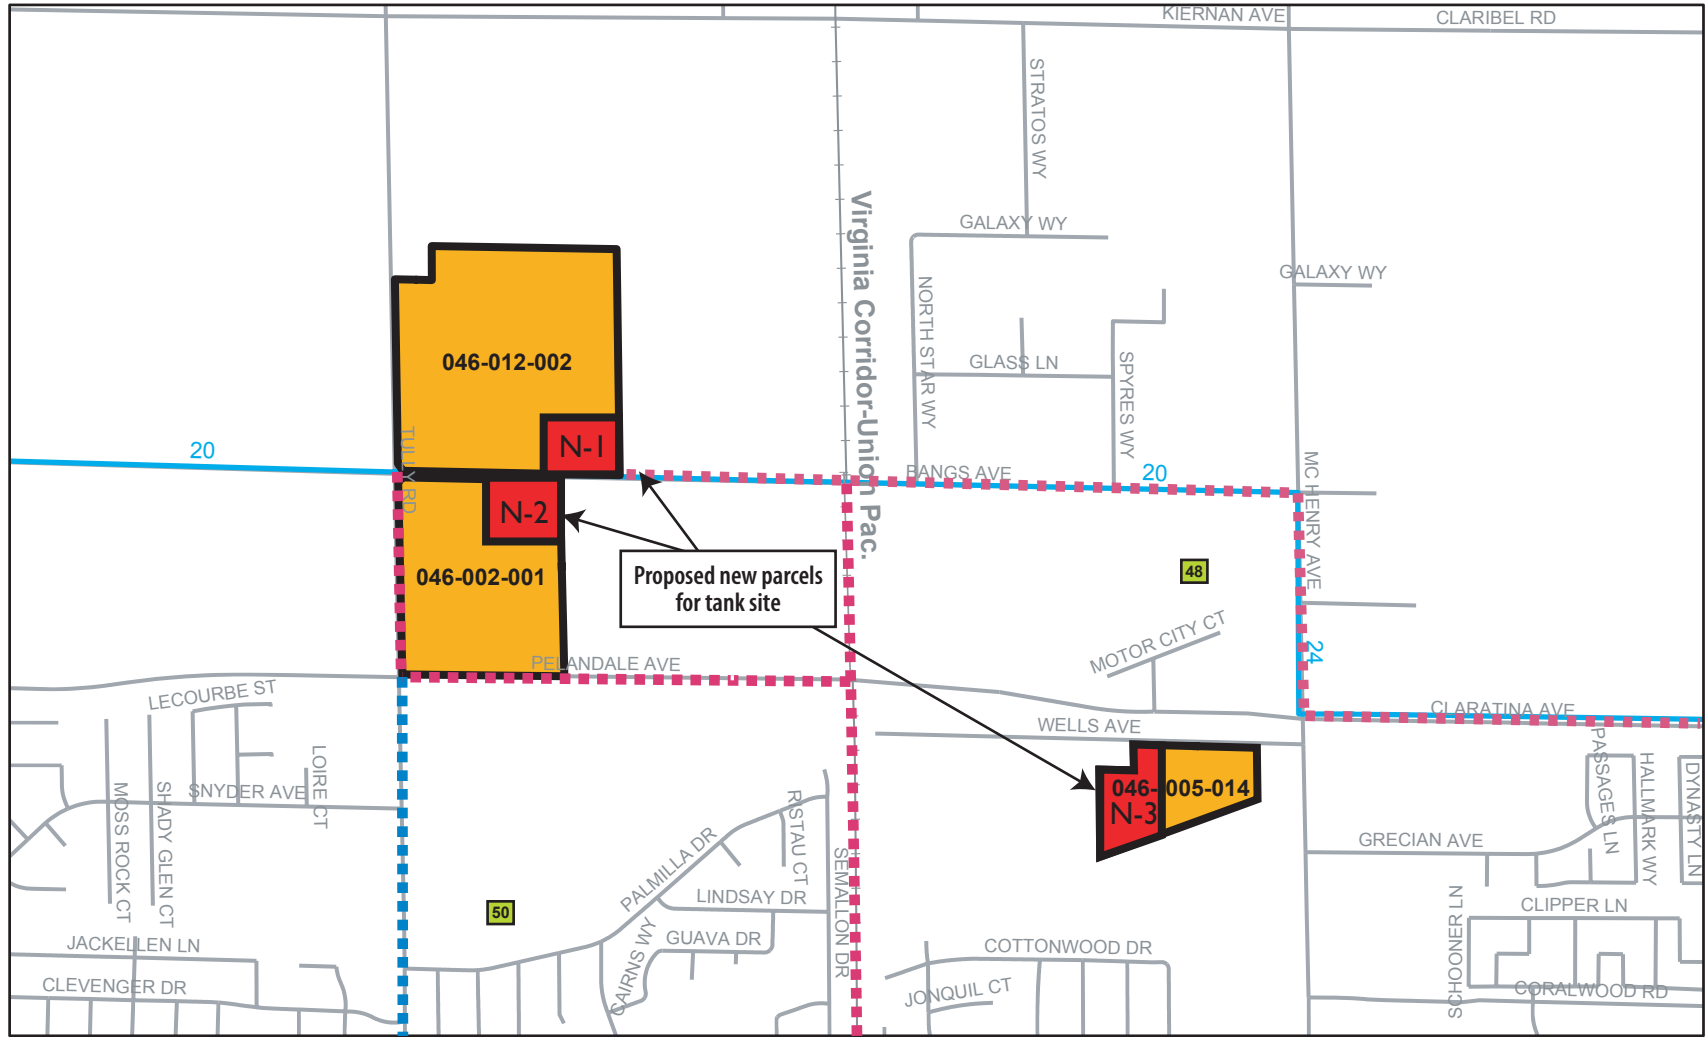 KIERNAN AVE
CLARIBEL RD
STRATOS WY
Virginia Corridor-Union Pac.
GALAXY WY
GALAXY WY
NORTH STAR WY
GLASS LN
SPYRES WY
046-012-002
N-1
TULLY RD
20
BANGS AVE
20
MC HENRY AVE
N-2
046-002-001
Proposed new parcels
for tank site
48
MOTOR CITY CT
24
PELANDALE AVE
LECOURBE ST
CLARATINA AVE
WELLS AVE
LOIRE CT
SNYDER AVE
MOSS ROCK CT
SHADY GLEN CT
046-005-014
N-3
PASSAGES LN
HALLMARK WY
DYNASTY LN
PALMILLA DR
RISTAU CT
GRECIAN AVE
SEMALLON DR
LINDSAY DR
50
CLIPPER LN
SCHOONER LN
GUAVA DR
CAIRNS WY
JACKELLEN LN
COTTONWOOD DR
CLEVENGER DR
JONQUIL CT
CORALWOOD RD